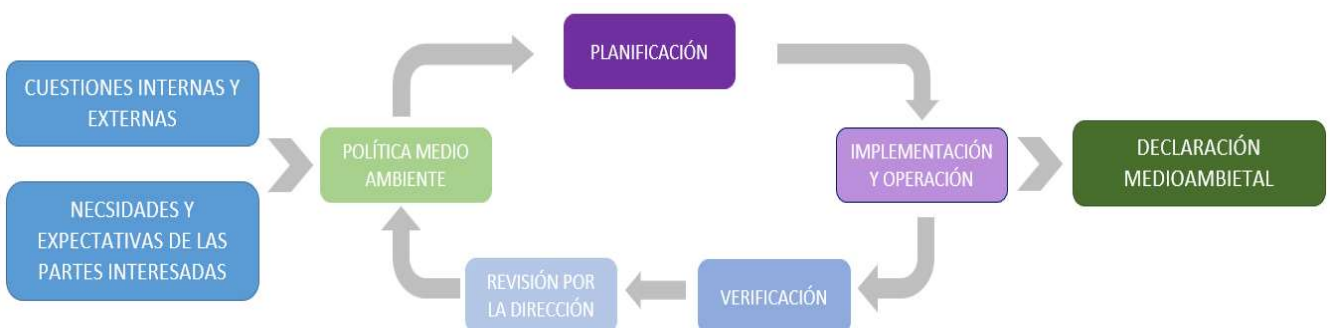 CUESTIONES INTERNAS Y
EXTERNAS
NECSIDADES Y
EXPECTATIVAS DE LAS
PARTES INTERESADAS
POLÍTICA MEDIO
AMBIENTE
PLANIFICACIÓN
IMPLEMENTACIÓN
Y OPERACIÓN
DECLARACIÓN
MEDIOAMBIETAL
VERIFICACIÓN
REVISIÓN POR
LA DIRECCIÓN